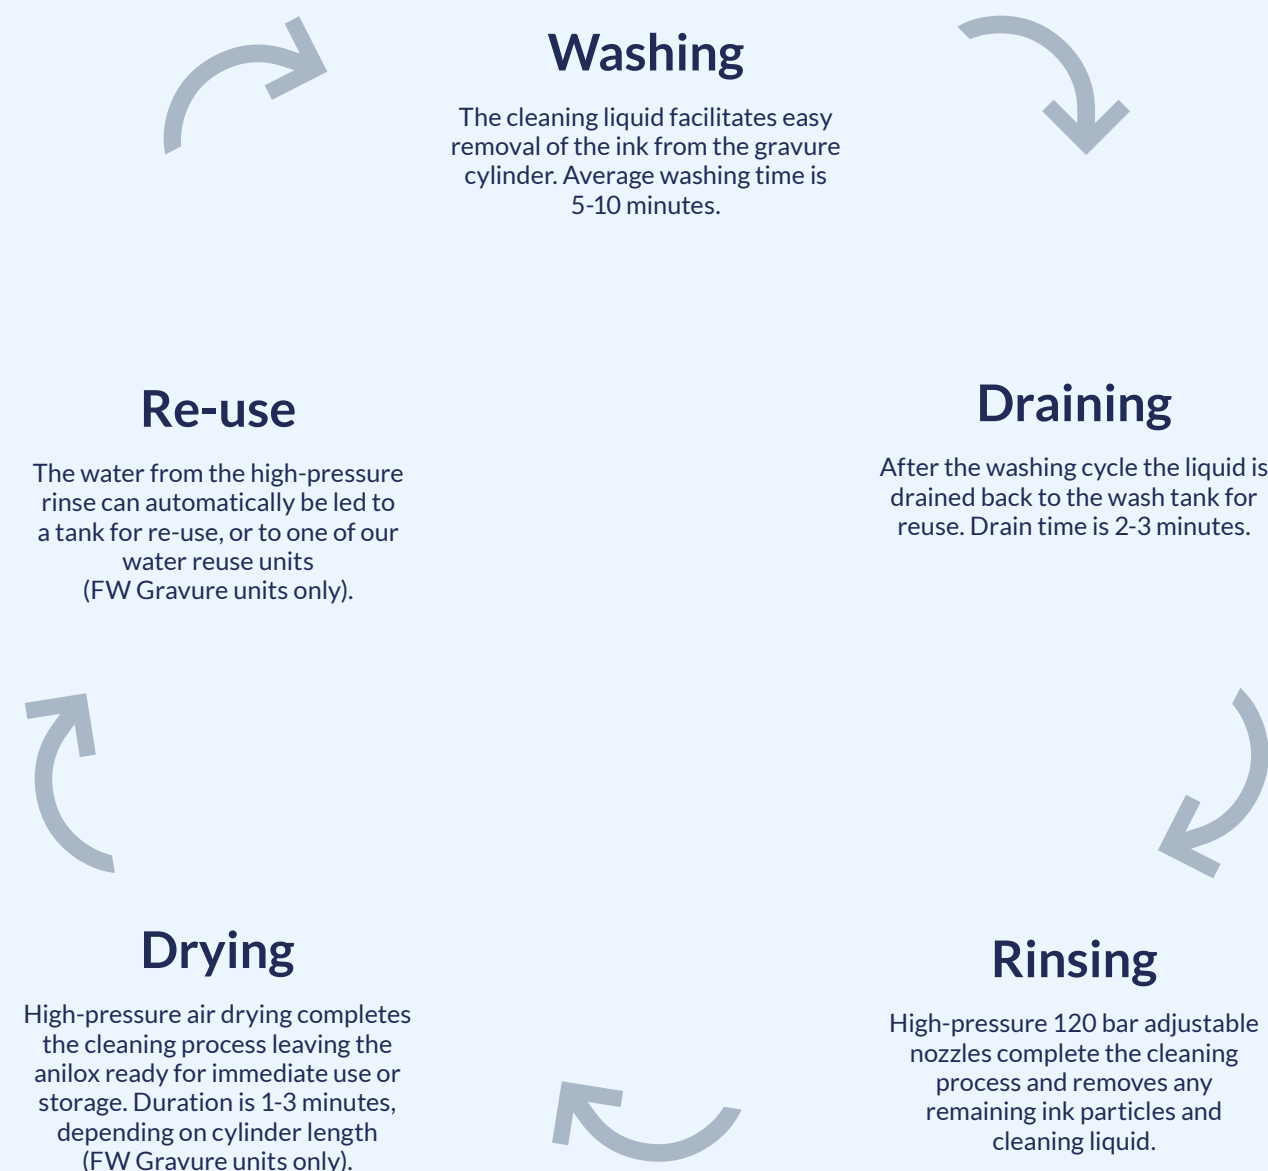 Washing
The cleaning liquid facilitates easy
removal of the ink from the gravure
cylinder. Average washing time is
5-10 minutes.
Draining
After the washing cycle the liquid is
drained back to the wash tank for
reuse. Drain time is 2-3 minutes.
Rinsing
High-pressure 120 bar adjustable
nozzles complete the cleaning
process and removes any
remaining ink particles and
cleaning liquid.
Drying
High-pressure air drying completes
the cleaning process leaving the
anilox ready for immediate use or
storage. Duration is 1-3 minutes,
depending on cylinder length
(FW Gravure units only).
Re-use
The water from the high-pressure
rinse can automatically be led to
a tank for re-use, or to one of our
water reuse units
(FW Gravure units only).